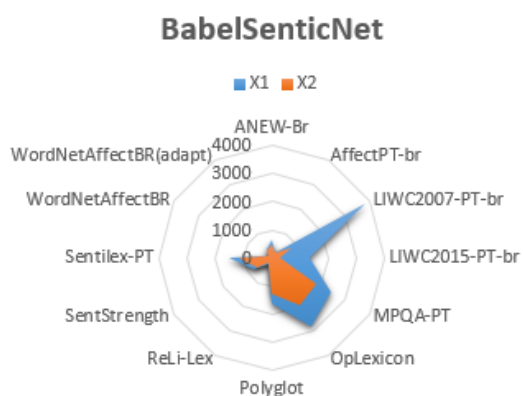 BabelSenticNet
X1 X2
ANEW-Br
4000
WordNetAffectBR(adapt) AffectPT-br
3000
WordNetAffectBR 2000 LIWC2007-PT-br
1000
Sentilex-PT 0 LIWC2015-PT-br
SentStrength MPQA-PT
ReLi-Lex OpLexicon
Polyglot